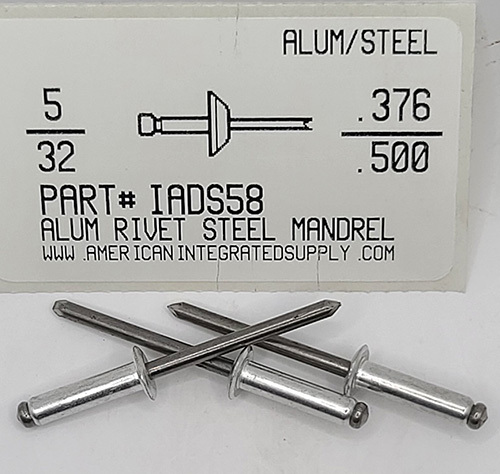 ALUM/STEEL
5
32
.376
.500
PART# IADS58
ALUM RIVET STEEL MANDREL
WWW.AMERICANINTEGRATEDSUPPLY.COM